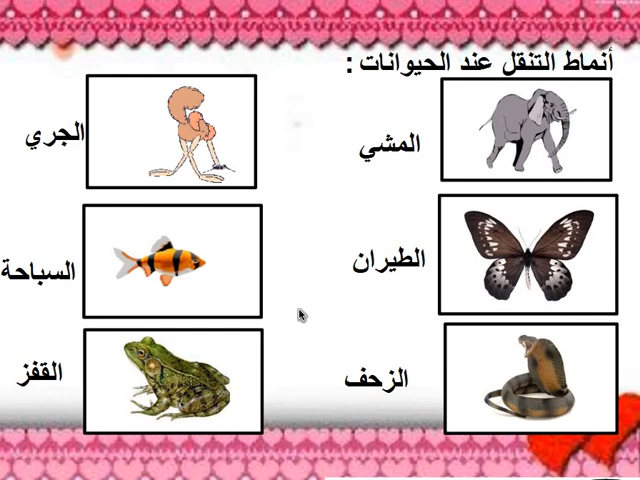 أنماط التنقل عند الحيوانات :
المشي
الجري
الطيران
السباحة
الزحف
القفز